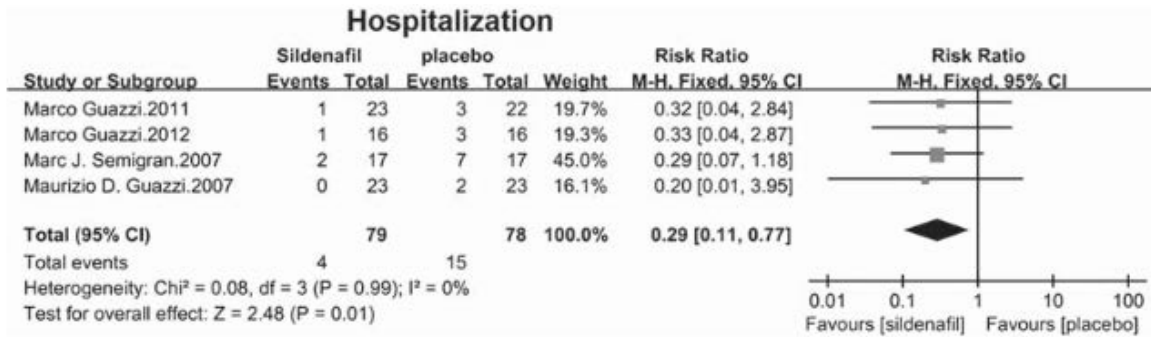 Hospitalization
Sildenafil placebo Risk Ratio Risk Ratio
Study or Subgroup Events Total Events Total Weight M-H, Fixed, 95% CI M-H, Fixed, 95% CI
Marco Guazzi.2011 1 23 3 22 19.7% 0.32 [0.04, 2.84]
Marco Guazzi.2012 1 16 3 16 19.3% 0.33 [0.04, 2.87]
Marc J. Semigran.2007 2 17 7 17 45.0% 0.29 [0.07, 1.18]
Maurizio D. Guazzi.2007 0 23 2 23 16.1% 0.20 [0.01, 3.95]
Total (95% CI) 79 78 100.0% 0.29 [0.11, 0.77]
Total events 4 15
Heterogeneity: Chi² = 0.08, df = 3 (P = 0.99); I² = 0%
Test for overall effect: Z = 2.48 (P = 0.01)
0.01 0.1 1 10 100
Favours [sildenafil] Favours [placebo]